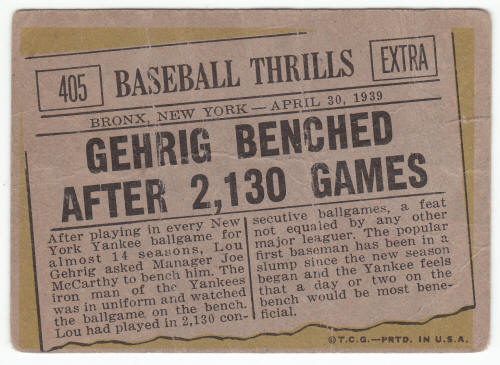 405 BASEBALL THRILLS EXTRA
BRONX, NEW YORK — APRIL 30, 1939
GEHRIG BENCHED
AFTER 2,130 GAMES
After playing in every New
York Yankee ballgame for
almost 14 seasons, Lou
Gehrig asked Manager Joe
McCarthy to bench him. The
iron man of the Yankees
was in uniform and watched
the ballgame on the bench.
Lou had played in 2,130 con-
secutive ballgames, a feat
not equaled by any other
major leaguer. The popular
first baseman has been in a
slump since the new season
began and the Yankee feels
that a day or two on the
bench would be most bene-
ficial.
©T.C.G.—PRTD. IN U.S.A.